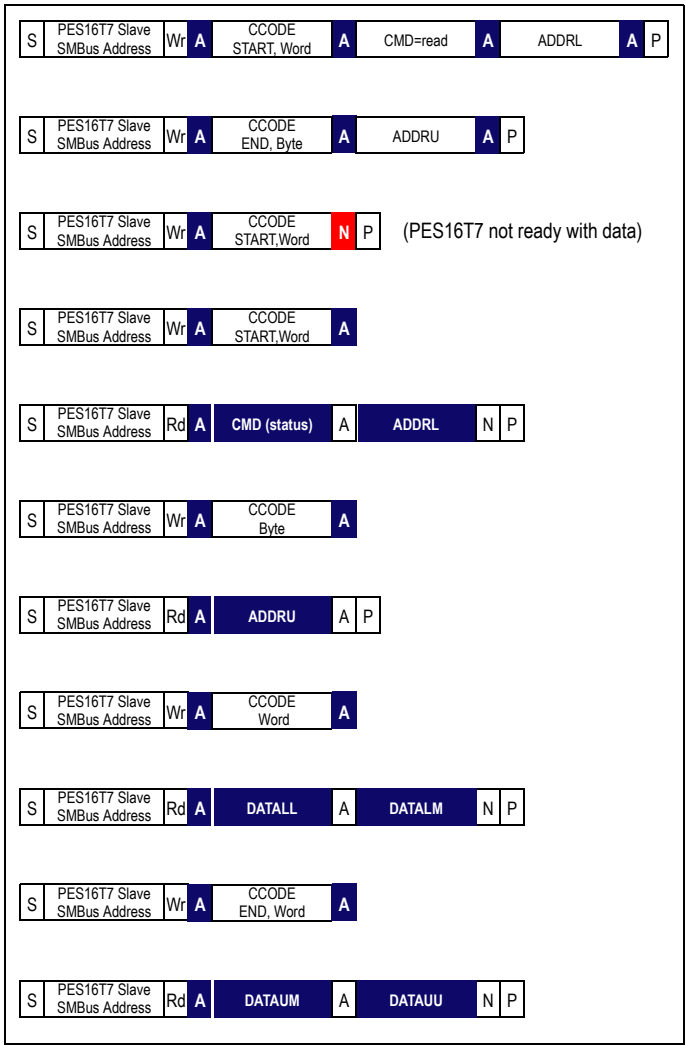 S PES16T7 Slave SMBus Address Wr A CCODE START, Word A CMD=read A ADDRL A P
S PES16T7 Slave SMBus Address Wr A CCODE END, Byte A ADDRU A P
S PES16T7 Slave SMBus Address Wr A CCODE START,Word N P (PES16T7 not ready with data)
S PES16T7 Slave SMBus Address Wr A CCODE START,Word A
S PES16T7 Slave SMBus Address Rd A CMD (status) A ADDRL N P
S PES16T7 Slave SMBus Address Wr A CCODE Byte A
S PES16T7 Slave SMBus Address Rd A ADDRU A P
S PES16T7 Slave SMBus Address Wr A CCODE Word A
S PES16T7 Slave SMBus Address Rd A DATALL A DATALM N P
S PES16T7 Slave SMBus Address Wr A CCODE END, Word A
S PES16T7 Slave SMBus Address Rd A DATAUM A DATAUU N P